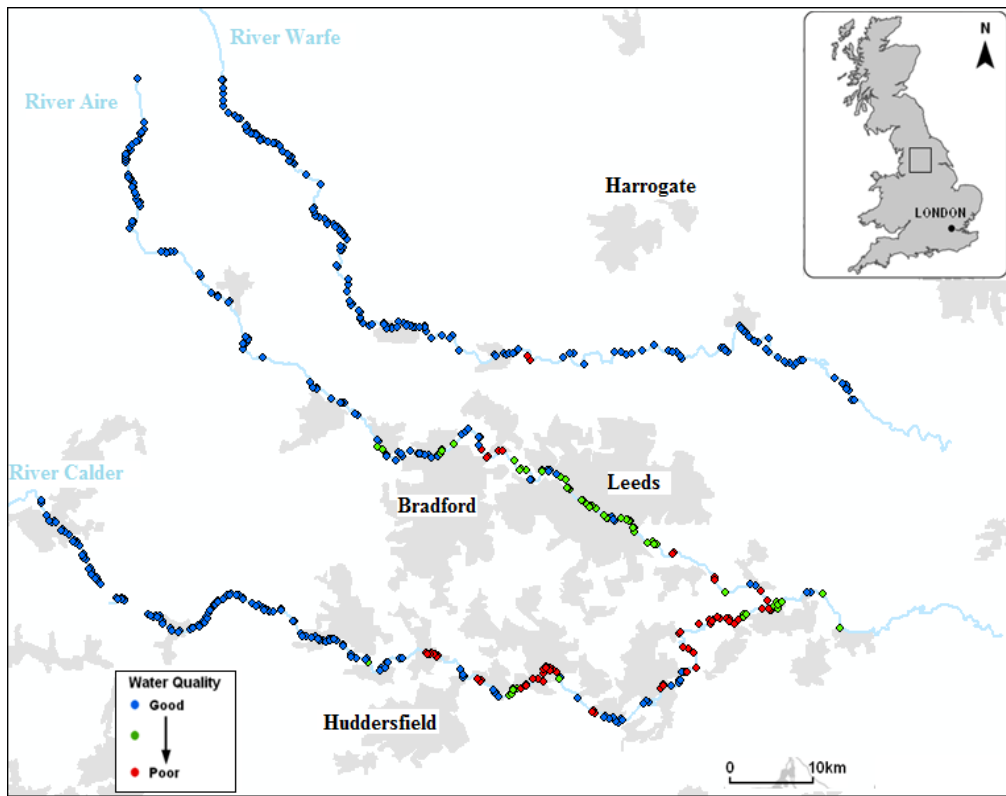 River Warfe
River Aire
N
Harrogate
LONDON
River Calder
Leeds
Bradford
Huddersfield
Water Quality
Good
Poor
0 10km